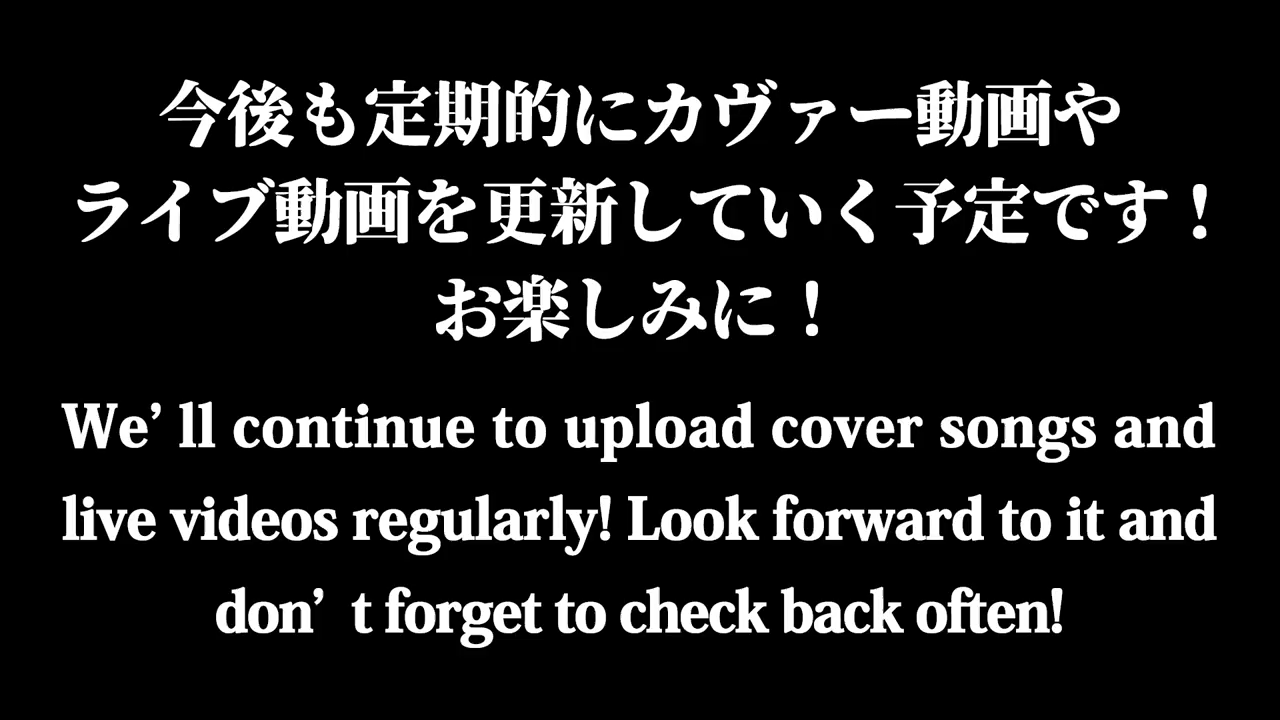 今後も定期的にカヴァー動画や
ライブ動画を更新していく予定です！
お楽しみに！
We’ll continue to upload cover songs and
live videos regularly! Look forward to it and
don’t forget to check back often!